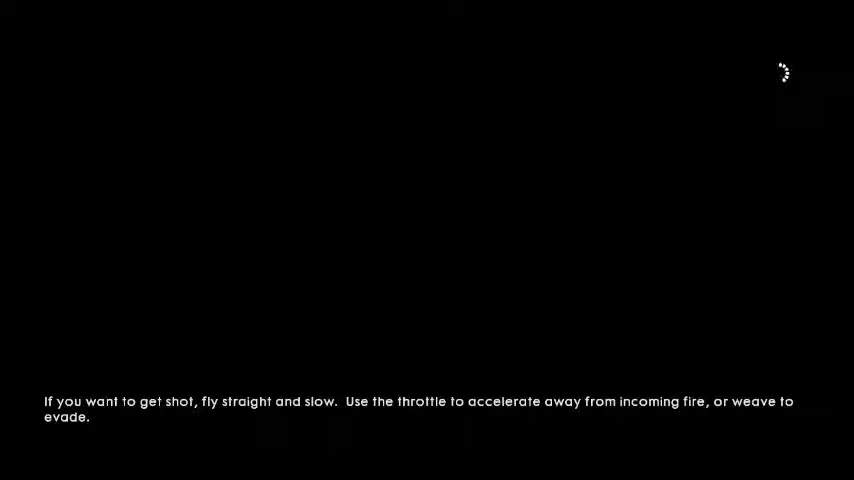 If you want to get shot, fly straight and slow.  Use the throttle to accelerate away from incoming fire, or weave to
evade.